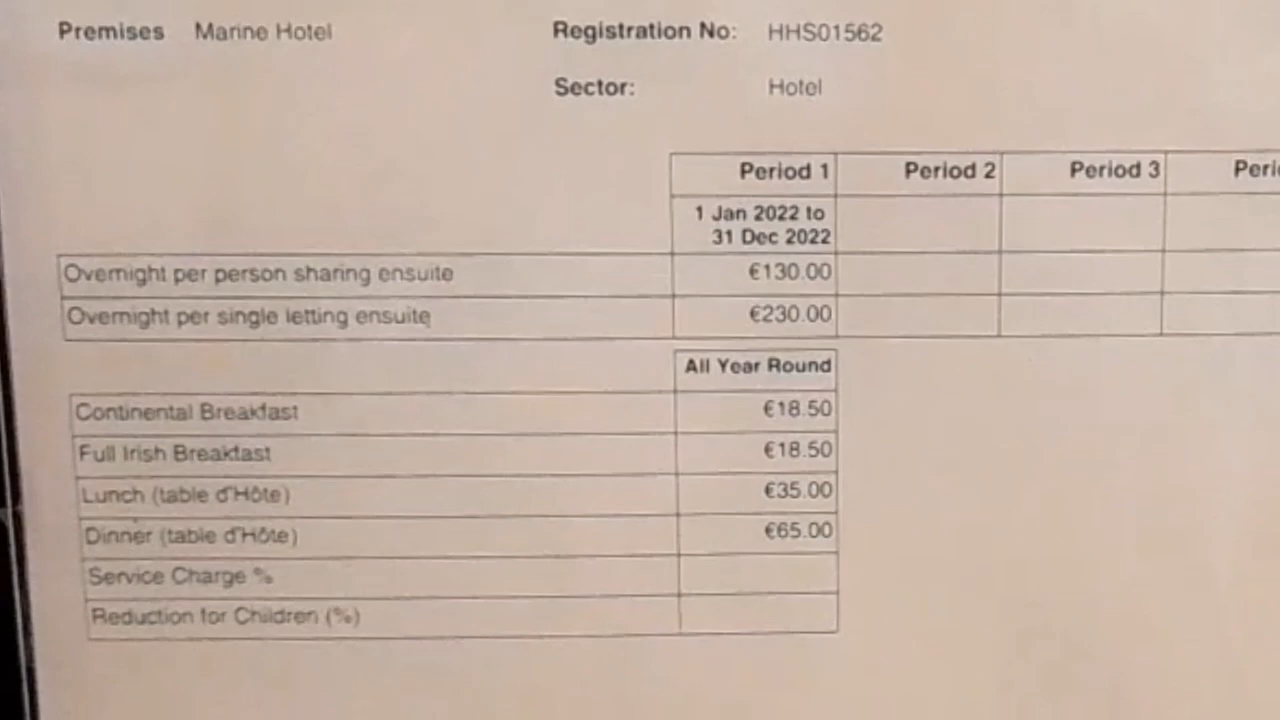 Premises Marine Hotel Registration No: HHS01562
Sector: Hotel
Period 1 Period 2 Period 3
1 Jan 2022 to
31 Dec 2022
Overnight per person sharing ensuite €130.00
Overnight per single letting ensuite €230.00
All Year Round
Continental Breakfast €18.50
Full Irish Breakfast €18.50
Lunch (table d'Hôte) €35.00
Dinner (table d'Hôte) €65.00
Service Charge %
Reduction for Children (%)